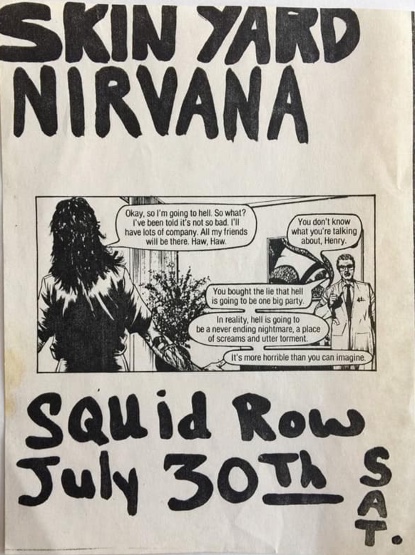 SKIN YARD
NIRVANA
Okay, so I'm going to hell. So what?
I've been told it's not so bad. I'll
have lots of company. All my friends
will be there. Haw, Haw.
You don't know
what you're talking
about, Henry.
You bought the lie that hell
is going to be one big party.
In reality, hell is going to
be a never ending nightmare, a place
of screams and utter torment.
It's more horrible than you can imagine.
SQUid Row
July 30Th
SAT.